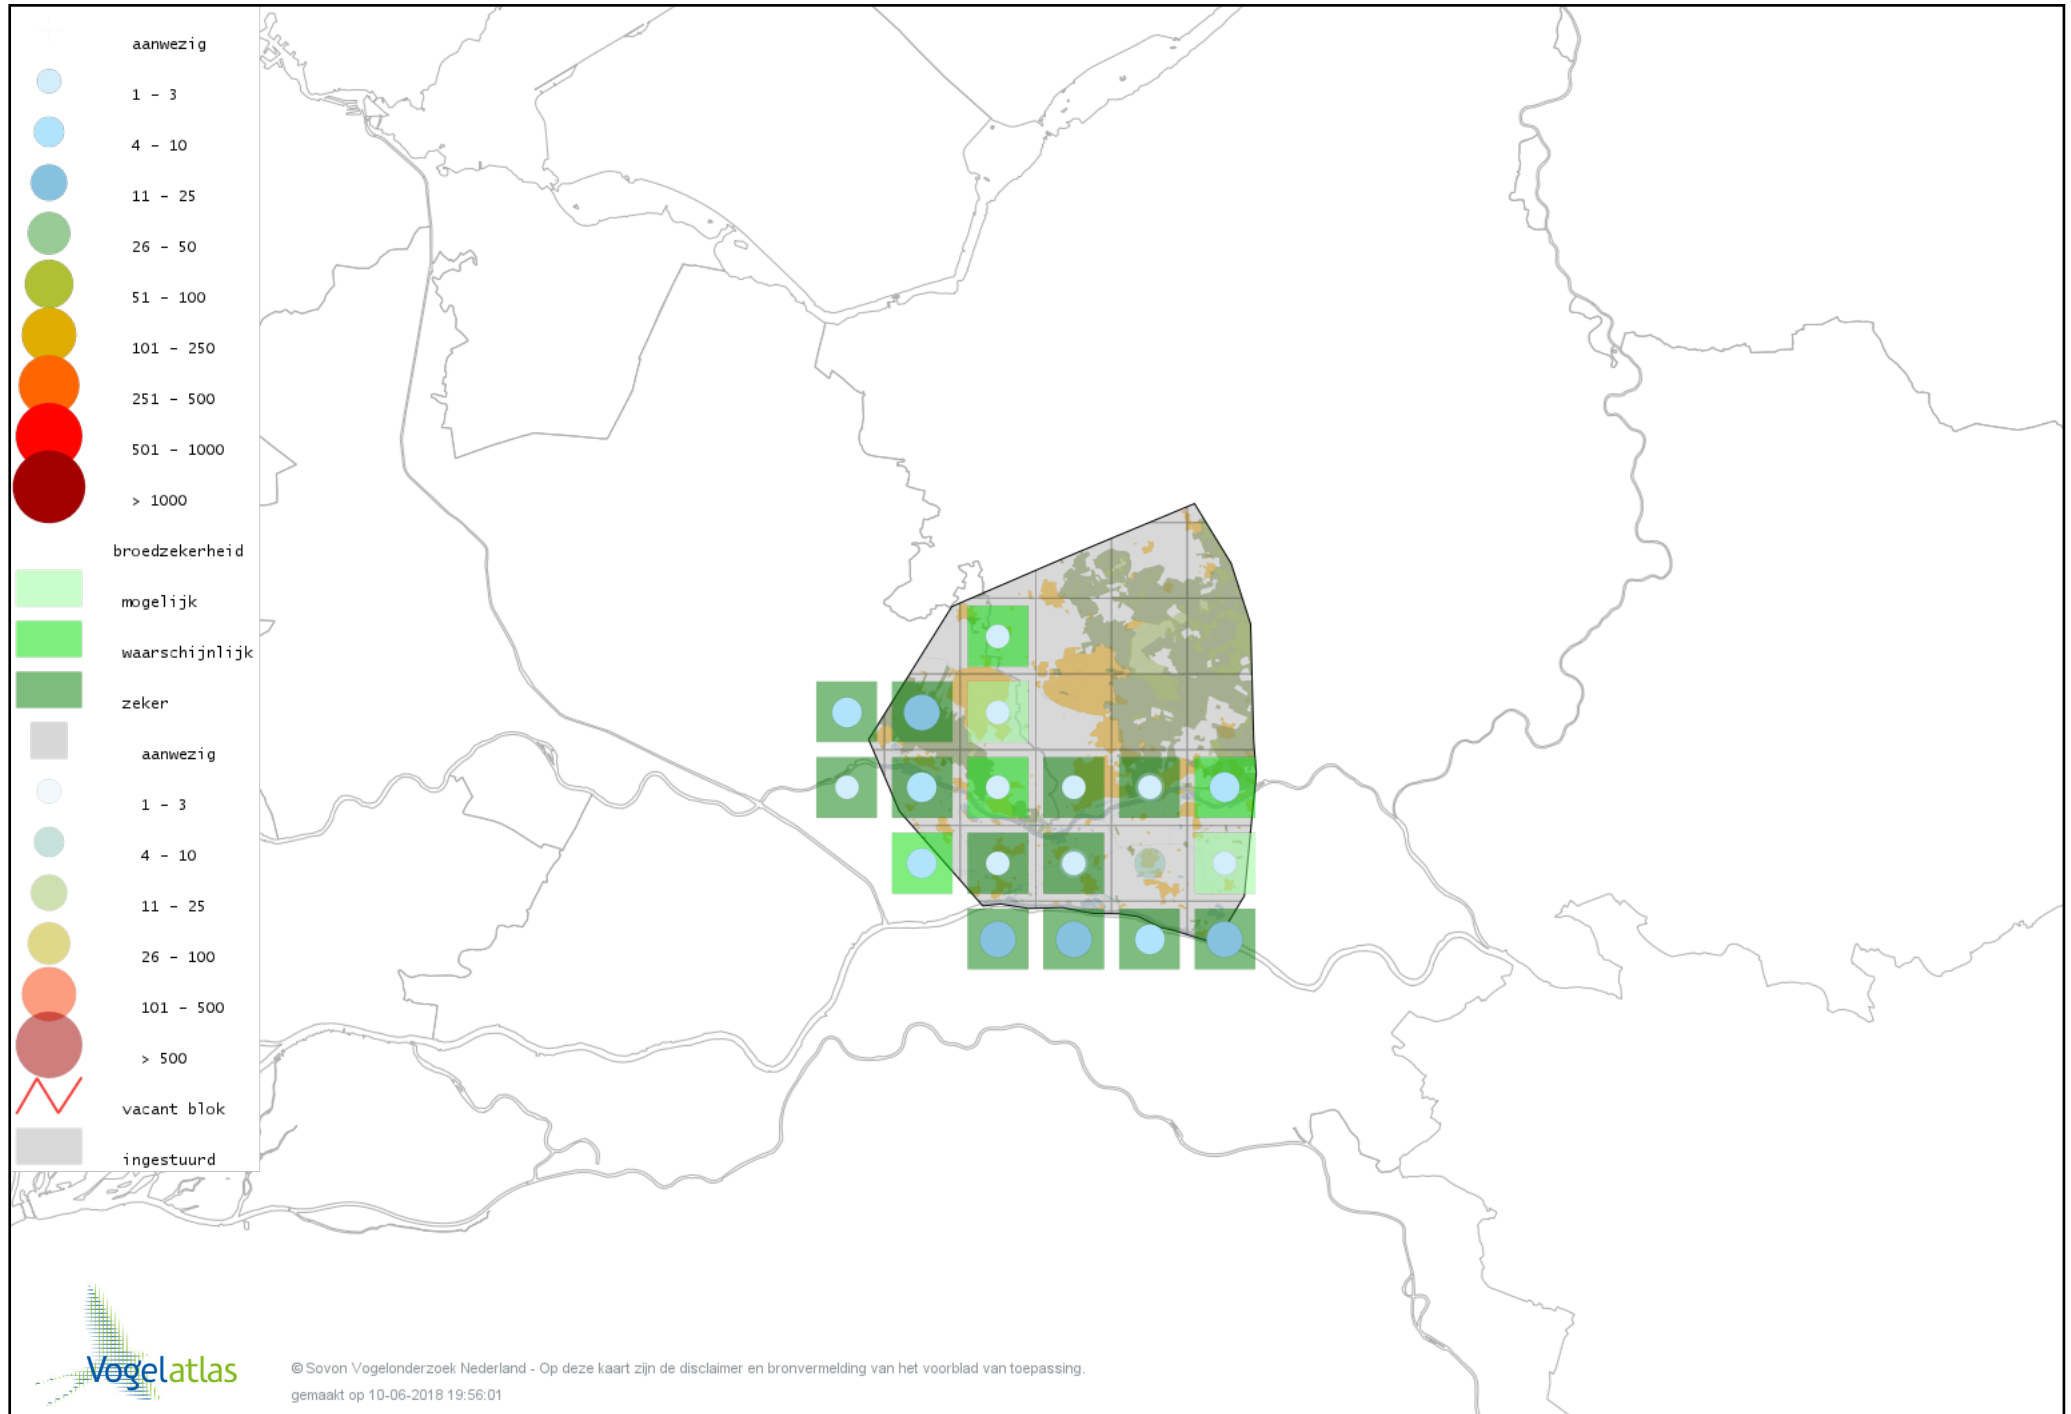 aanwezig
1 - 3
4 - 10
11 - 25
26 - 50
51 - 100
101 - 250
251 - 500
501 - 1000
> 1000
broedzekerheid
mogelijk
waarschijnlijk
zeker
aanwezig
1 - 3
4 - 10
11 - 25
26 - 100
101 - 500
> 500
vacant blok
ingestuurd
Vogelatlas
© Sovon Vogelonderzoek Nederland - Op deze kaart zijn de disclaimer en bronvermelding van het voorblad van toepassing.
gemaakt op 10-06-2018 19:56:01